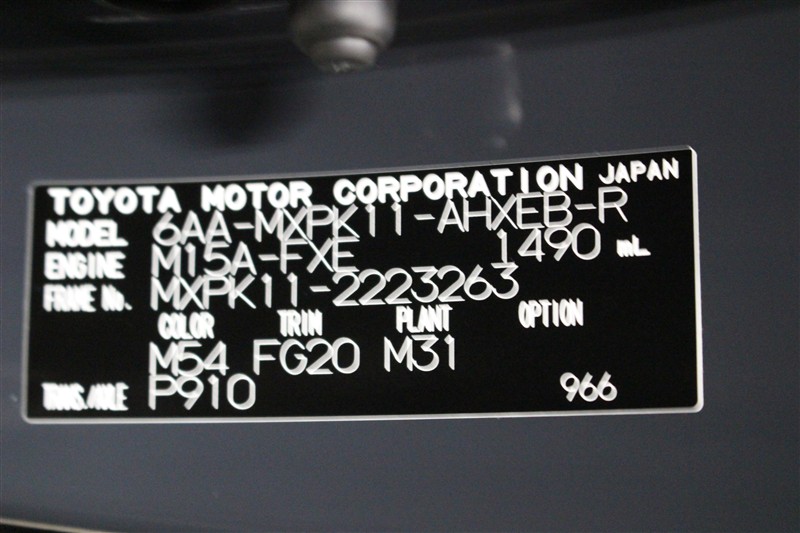 TOYOTA MOTOR CORPORATION JAPAN
MODEL 6AA-MXPK11-AHXEB-R
ENGINE M15A-FXE 1490 mL.
FRAME No. MXPK11-2223263
COLOR TRIM PLANT OPTION
M54 FG20 M31
TRANS./AXLE P910 966